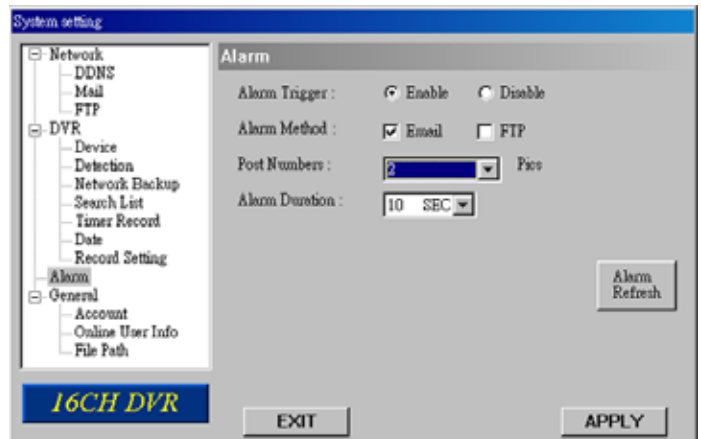 System setting
Network
DDNS
Mail
FTP
DVR
Device
Detection
Network Backup
Search List
Timer Record
Date
Record Setting
Alarm
General
Account
Online User Info
File Path
16CH DVR
Alarm
Alarm Trigger : Enable Disable
Alarm Method : Email FTP
Post Numbers : 2 Pics
Alarm Duration : 10 SEC
Alarm
Refresh
EXIT APPLY